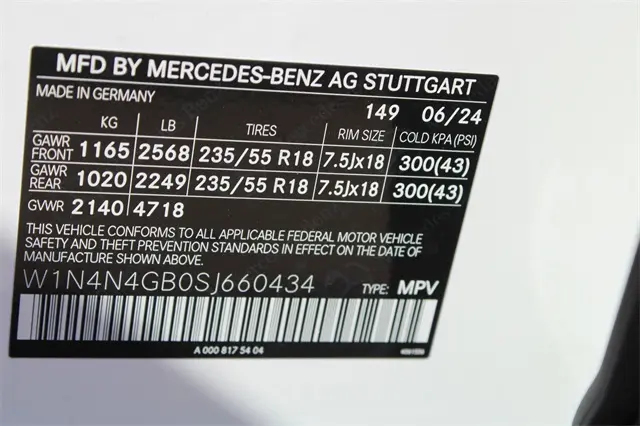 MFD BY MERCEDES-BENZ AG STUTTGART
MADE IN GERMANY 149 06/24
KG LB TIRES RIM SIZE COLD KPA (PSI)
GAWR FRONT 1165 2568 235/55 R18 7.5Jx18 300(43)
GAWR REAR 1020 2249 235/55 R18 7.5Jx18 300(43)
GVWR 2140 4718
THIS VEHICLE CONFORMS TO ALL APPLICABLE FEDERAL MOTOR VEHICLE
SAFETY AND THEFT PREVENTION STANDARDS IN EFFECT ON THE DATE OF
MANUFACTURE SHOWN ABOVE.
W1N4N4GB0SJ660434 TYPE: MPV
A 000 817 54 04